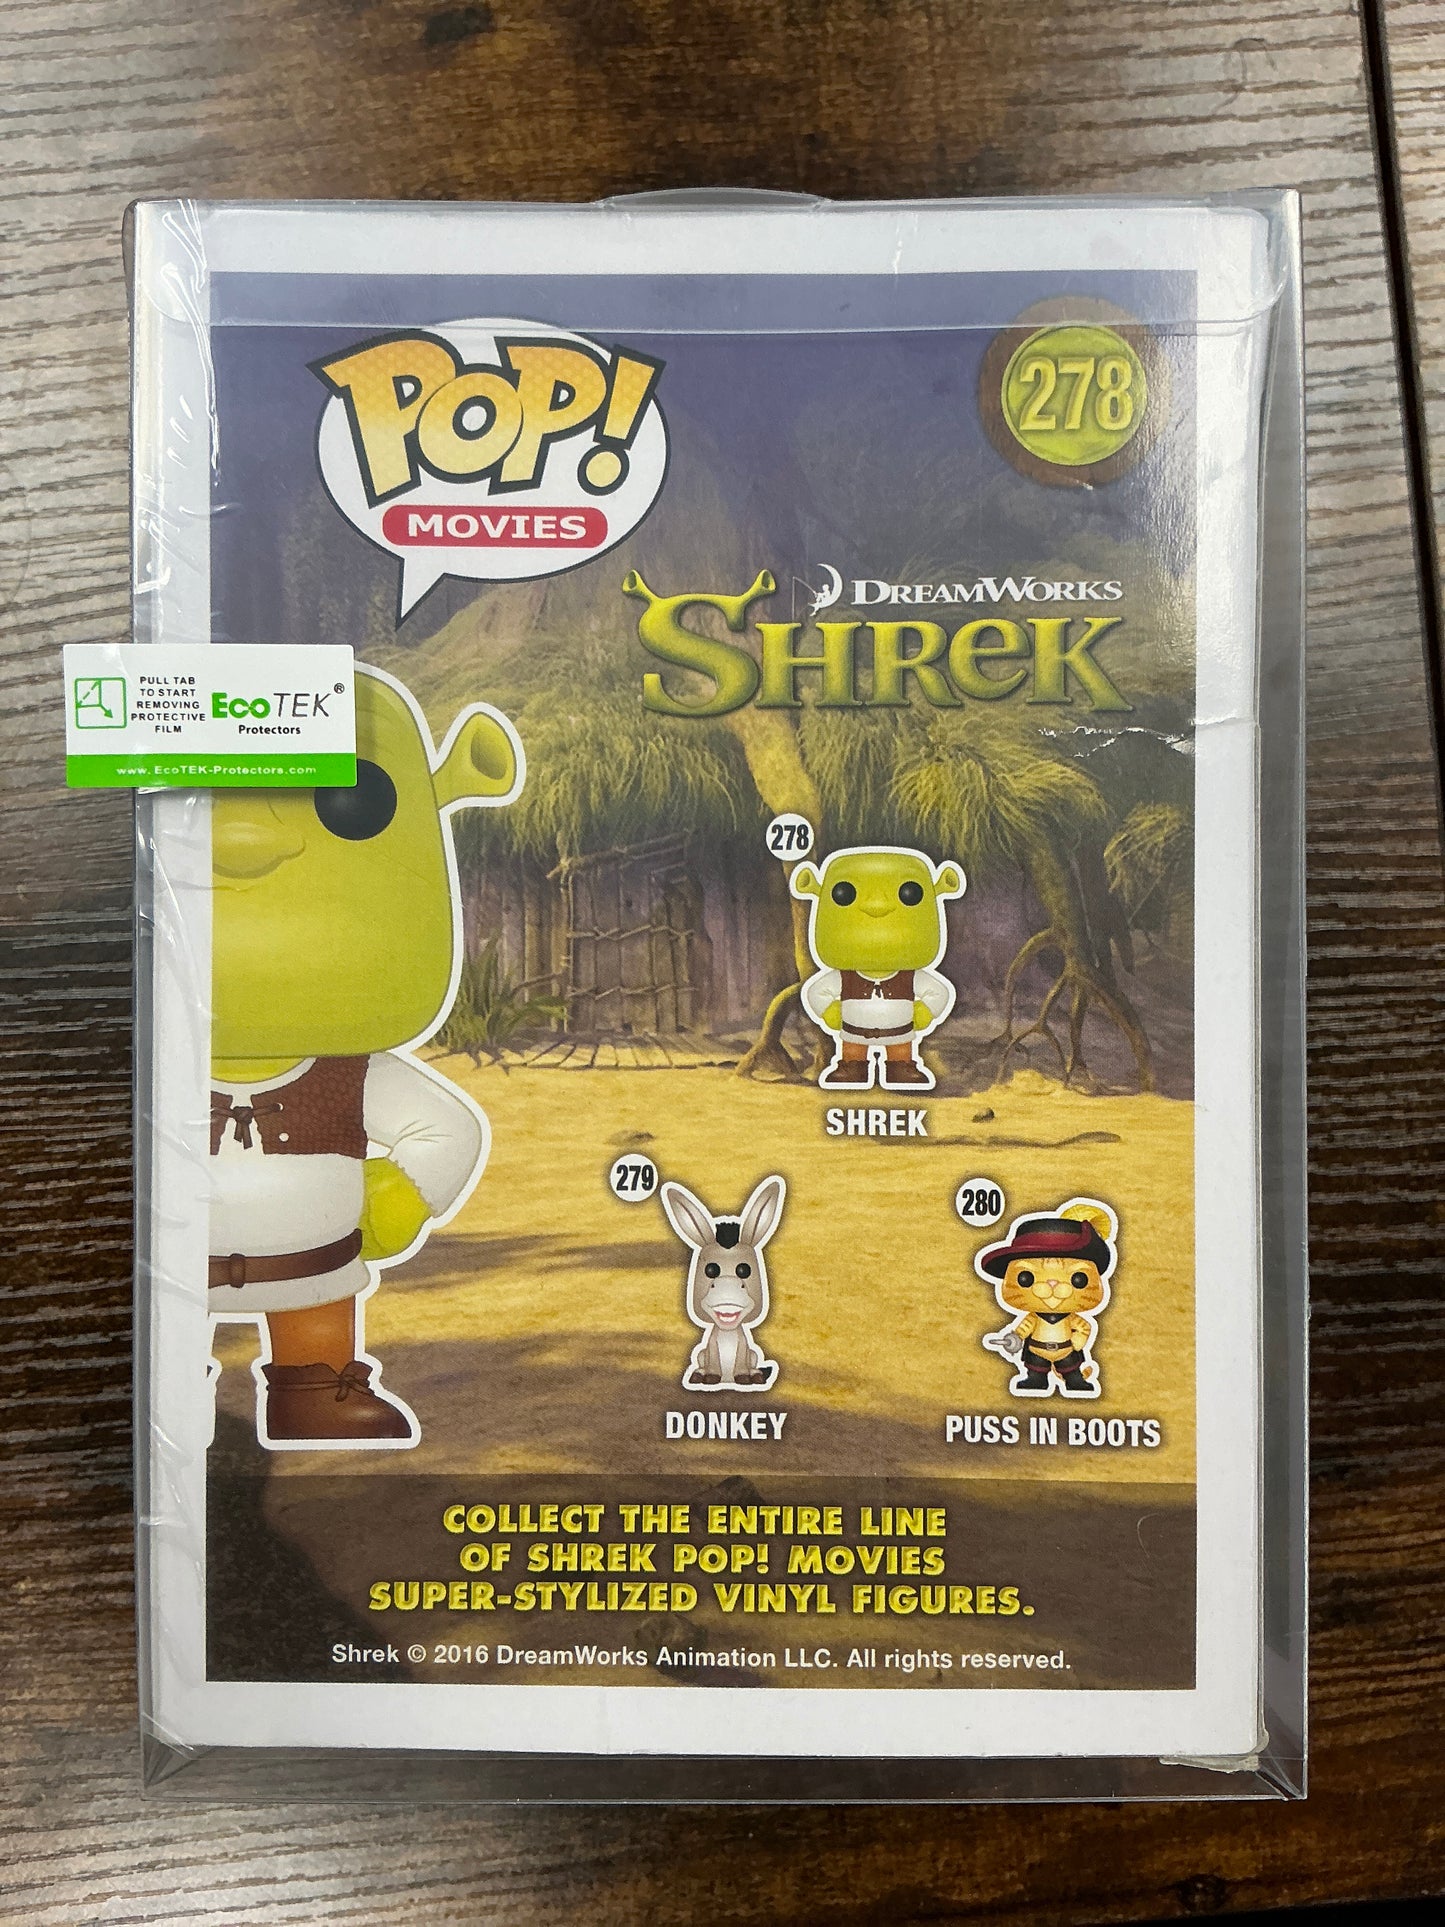 POP!
MOVIES
278
DREAMWORKS
SHREK
PULL TAB
TO START
REMOVING
PROTECTIVE
FILM
EcoTEK®
Protectors
www.EcoTEK-Protectors.com
278
SHREK
279
DONKEY
280
PUSS IN BOOTS
COLLECT THE ENTIRE LINE
OF SHREK POP! MOVIES
SUPER-STYLIZED VINYL FIGURES.
Shrek © 2016 DreamWorks Animation LLC. All rights reserved.